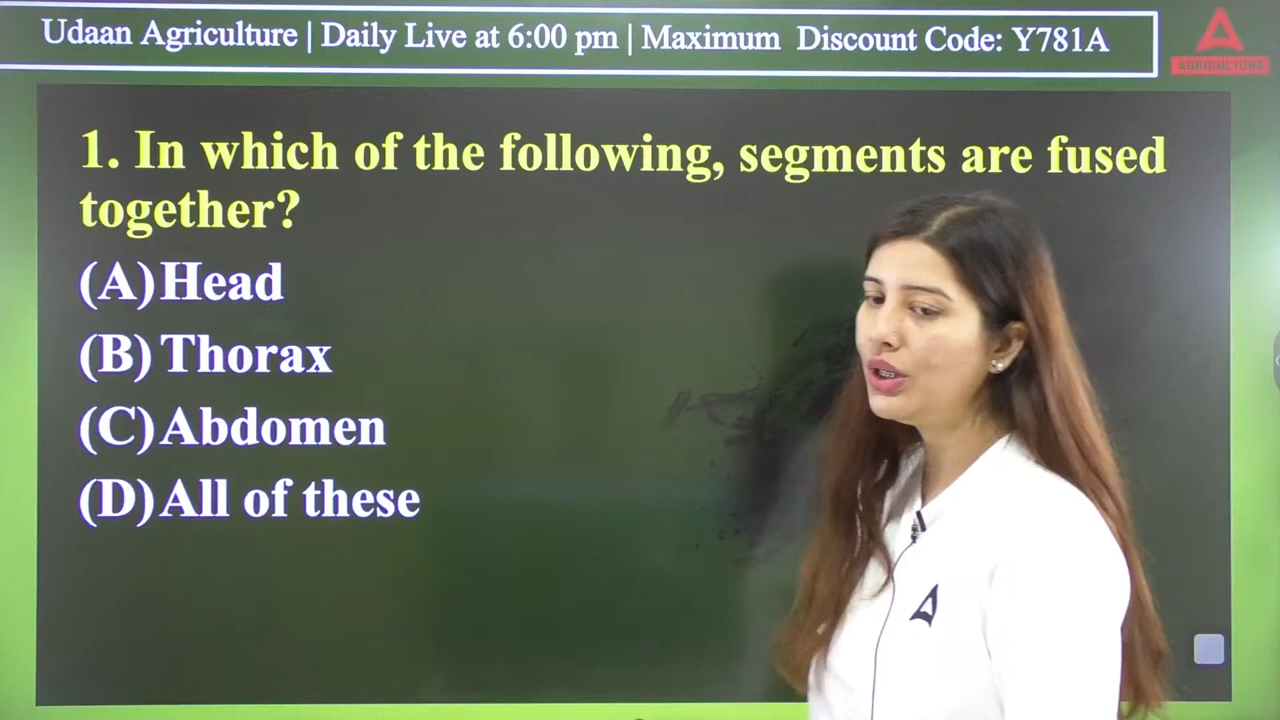 Udaan Agriculture | Daily Live at 6:00 pm | Maximum Discount Code: Y781A
AGRICULTURE
1. In which of the following, segments are fused
together?
(A) Head
(B) Thorax
(C) Abdomen
(D) All of these